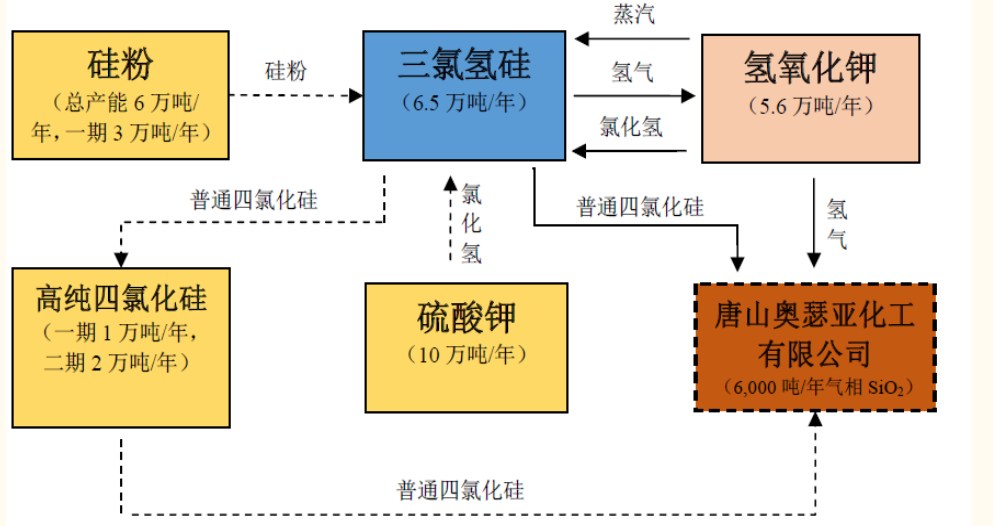 蒸汽
硅粉
（总产能 6 万吨/
年，一期 3 万吨/年）
硅粉
三氯氢硅
（6.5 万吨/年）
氢气
氯化氢
氢氧化钾
（5.6 万吨/年）
普通四氯化硅
氯
化
氢
普通四氯化硅
氢
气
高纯四氯化硅
（一期 1 万吨/年，
二期 2 万吨/年）
硫酸钾
（10 万吨/年）
唐山奥瑟亚化工
有限公司
（6,000 吨/年气相 SiO₂）
普通四氯化硅